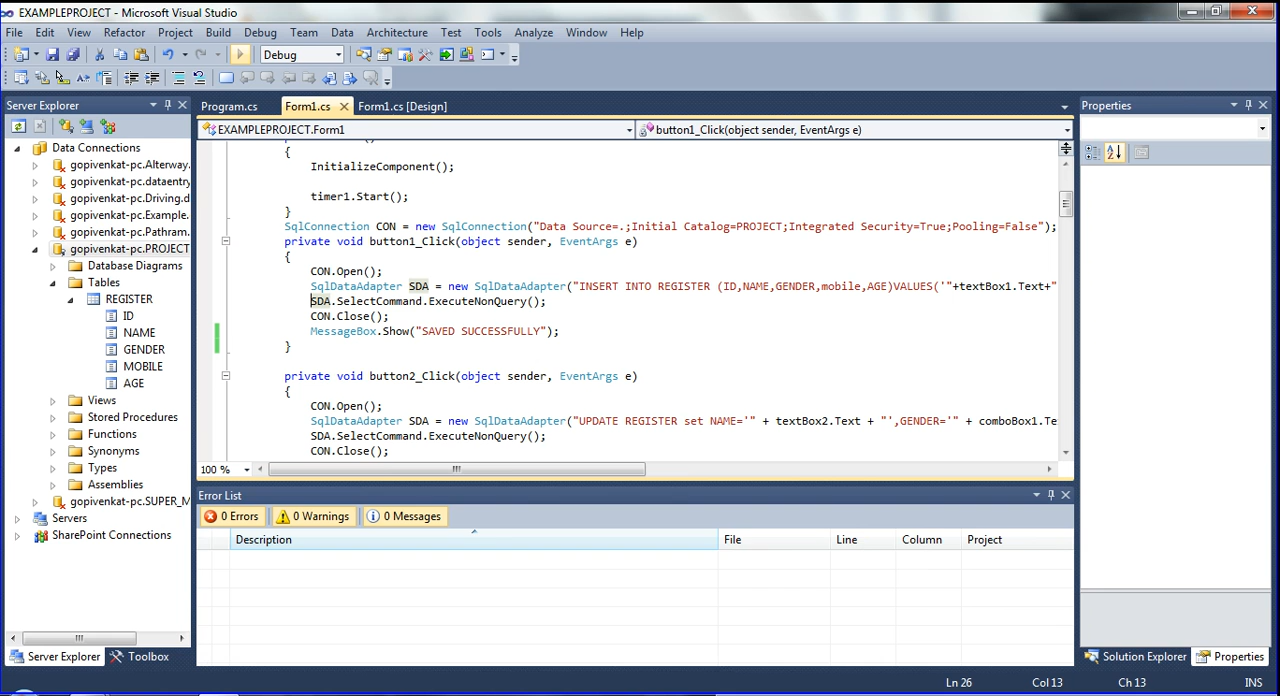 EXAMPLEPROJECT - Microsoft Visual Studio
File Edit View Refactor Project Build Debug Team Data Architecture Test Tools Analyze Window Help
Debug
Server Explorer
Data Connections
gopivenkat-pc.Alterway.
gopivenkat-pc.dataentry
gopivenkat-pc.Driving.d
gopivenkat-pc.Example.
gopivenkat-pc.Pathram.
gopivenkat-pc.PROJECT
Database Diagrams
Tables
REGISTER
ID
NAME
GENDER
MOBILE
AGE
Views
Stored Procedures
Functions
Synonyms
Types
Assemblies
gopivenkat-pc.SUPER_M
Servers
SharePoint Connections
Server Explorer Toolbox
Program.cs Form1.cs Form1.cs [Design]
EXAMPLEPROJECT.Form1 button1_Click(object sender, EventArgs e)
{
InitializeComponent();
timer1.Start();
}
SqlConnection CON = new SqlConnection("Data Source=.;Initial Catalog=PROJECT;Integrated Security=True;Pooling=False");
private void button1_Click(object sender, EventArgs e)
{
CON.Open();
SqlDataAdapter SDA = new SqlDataAdapter("INSERT INTO REGISTER (ID,NAME,GENDER,mobile,AGE)VALUES('"+textBox1.Text+"
SDA.SelectCommand.ExecuteNonQuery();
CON.Close();
MessageBox.Show("SAVED SUCCESSFULLY");
}
private void button2_Click(object sender, EventArgs e)
{
CON.Open();
SqlDataAdapter SDA = new SqlDataAdapter("UPDATE REGISTER set NAME='" + textBox2.Text + "',GENDER='" + comboBox1.Te
SDA.SelectCommand.ExecuteNonQuery();
CON.Close();
100 %
Error List
0 Errors 0 Warnings 0 Messages
Description File Line Column Project
Properties
Solution Explorer Properties
Ln 26 Col 13 Ch 13 INS